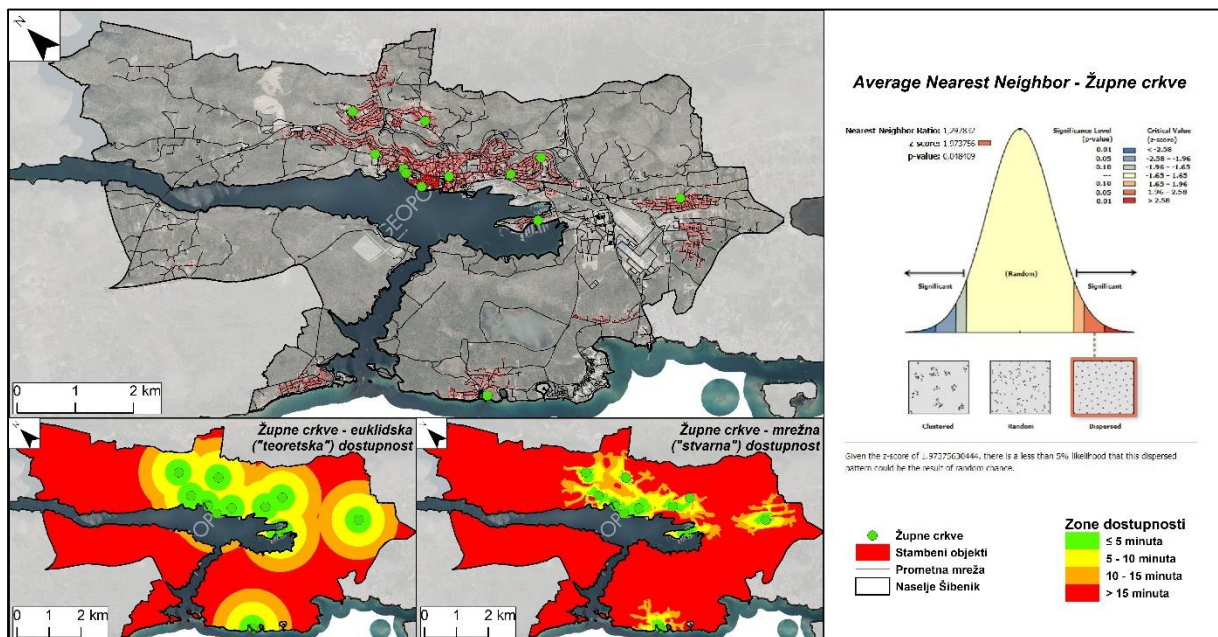 N
GEOPO
0 1 2 km
Average Nearest Neighbor - Župne crkve
Nearest Neighbor Ratio: 1,297832
z-score: 1,973756
p-value: 0,048409
Significance Level
(p-value)
Critical Value
(z-score)
0.01 < -2.58
0.05 -2.58 - -1.96
0.10 -1.96 - -1.65
--- -1.65 - 1.65
0.10 1.65 - 1.96
0.05 1.96 - 2.58
0.01 > 2.58
(Random)
Significant Significant
Clustered Random Dispersed
Given the z-score of 1.97375630444, there is a less than 5% likelihood that this dispersed
pattern could be the result of random chance.
N
Župne crkve - euklidska
("teoretska") dostupnost
0 1 2 km
N
Župne crkve - mrežna
("stvarna") dostupnost
0 1 2 km
Župne crkve
Stambeni objekti
Prometna mreža
Naselje Šibenik
Zone dostupnosti
≤ 5 minuta
5 - 10 minuta
10 - 15 minuta
> 15 minuta